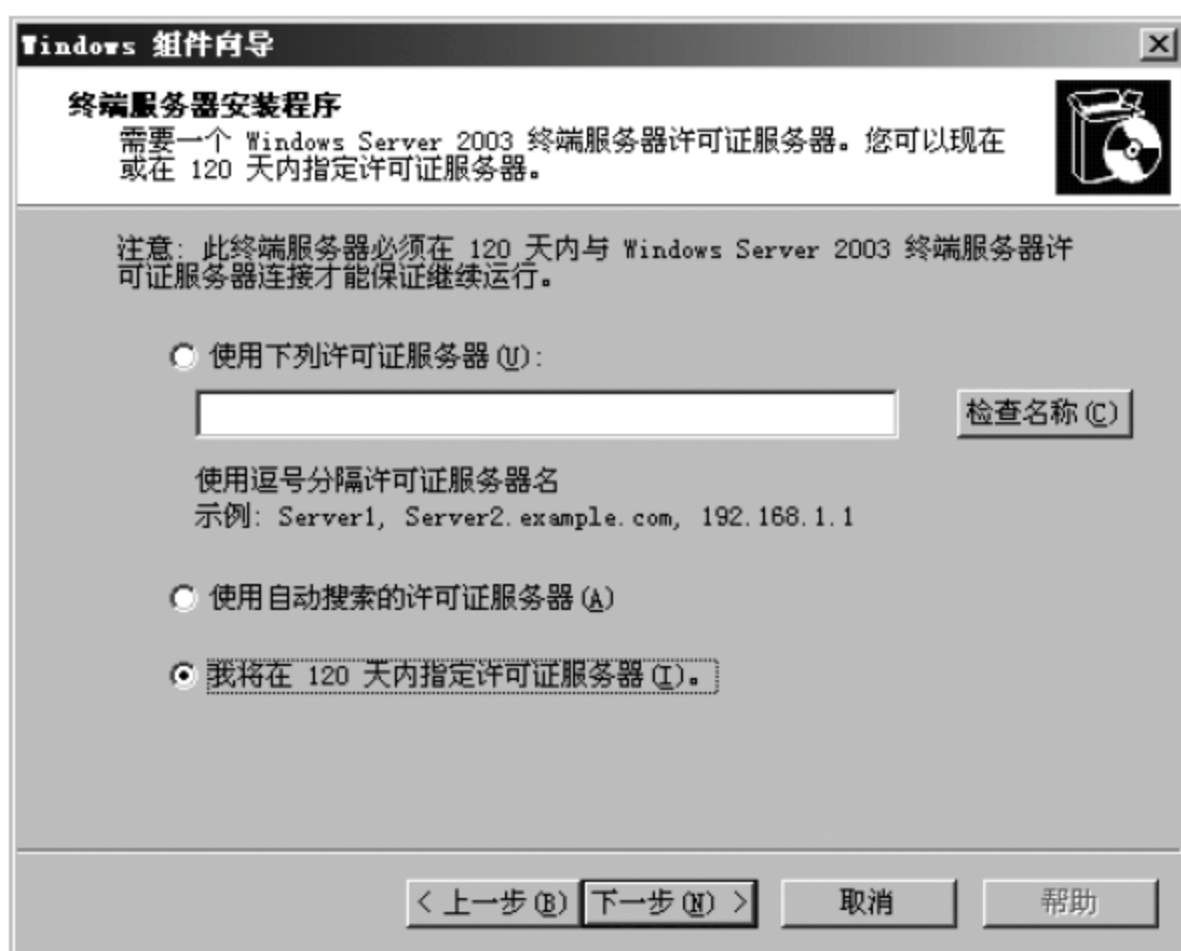 Windows 组件向导
终端服务器安装程序
需要一个 Windows Server 2003 终端服务器许可证服务器。您可以现在
或在 120 天内指定许可证服务器。
注意: 此终端服务器必须在 120 天内与 Windows Server 2003 终端服务器许
可证服务器连接才能保证继续运行。
使用下列许可证服务器(U):
检查名称(C)
使用逗号分隔许可证服务器名
示例: Server1, Server2.example.com, 192.168.1.1
使用自动搜索的许可证服务器(A)
我将在 120 天内指定许可证服务器(I)。
< 上一步(B) 下一步(N) > 取消 帮助